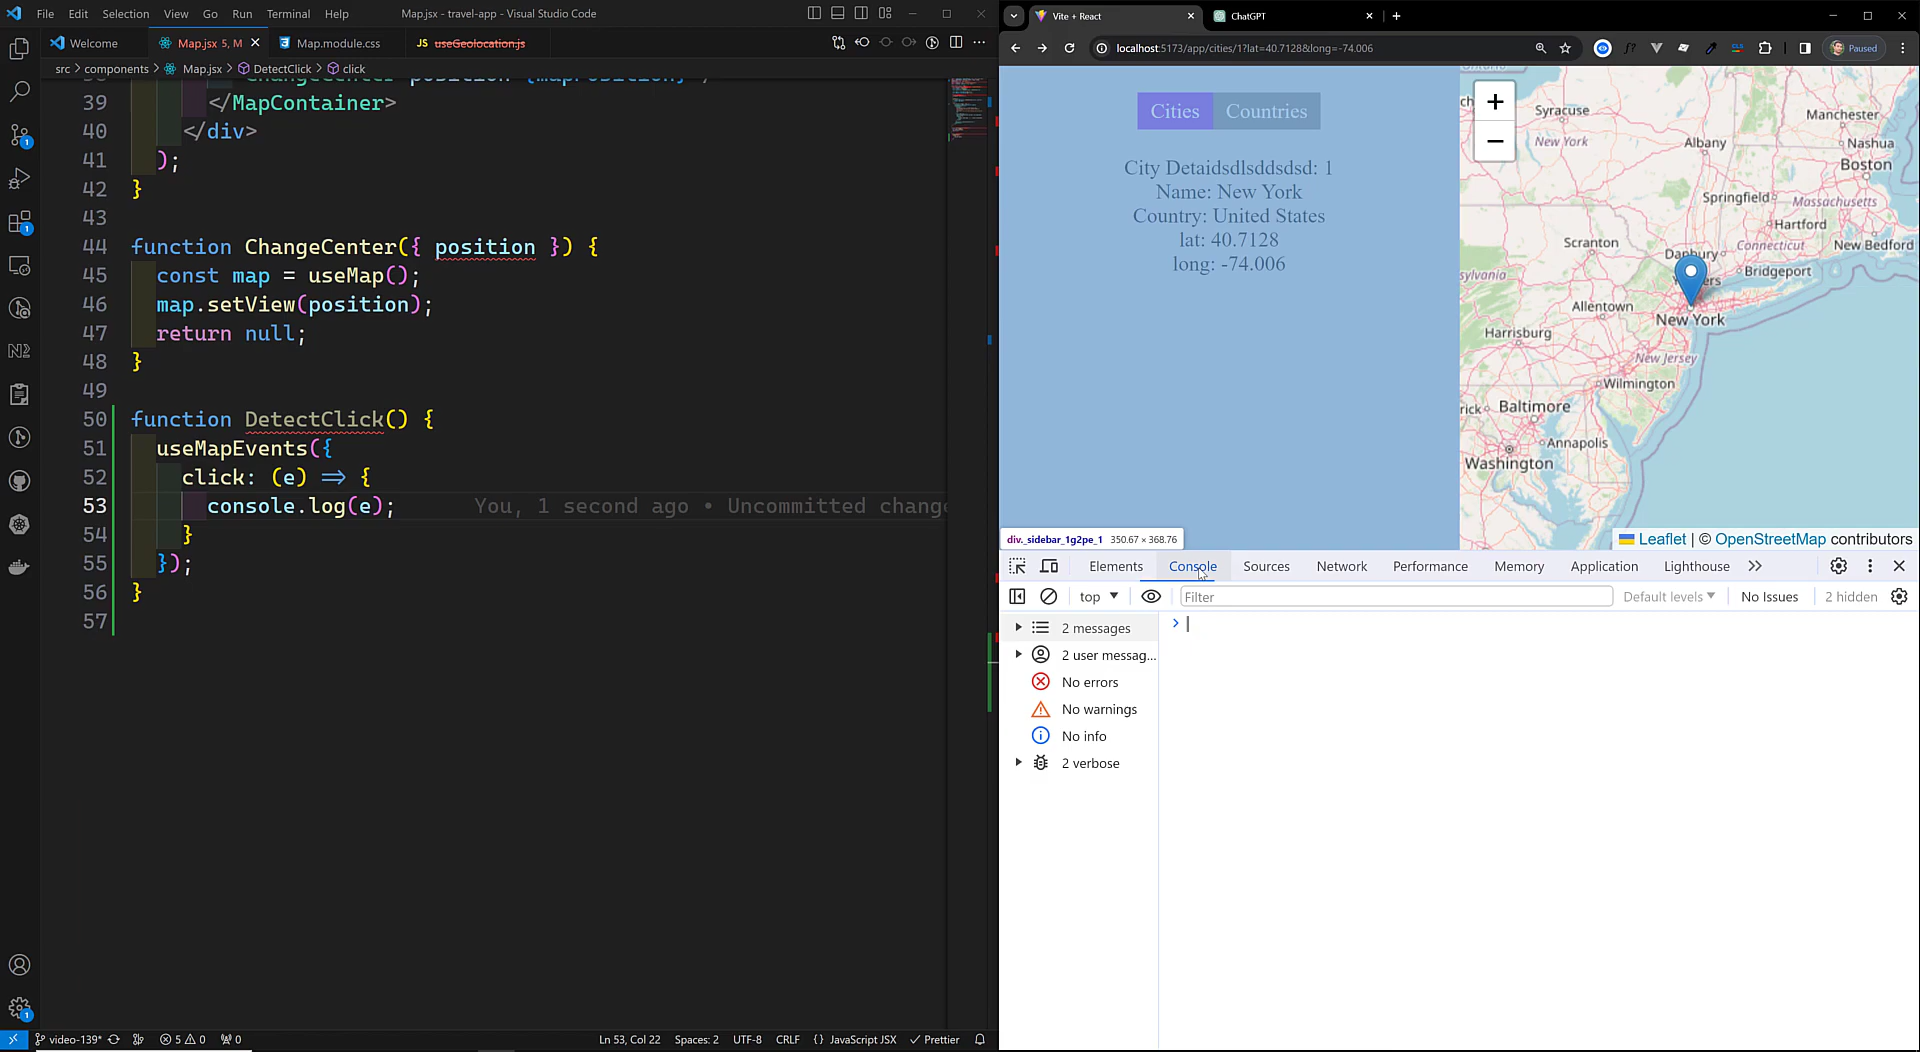 File Edit Selection View Go Run Terminal Help
Map.jsx - travel-app - Visual Studio Code
Welcome
Map.jsx 5, M
Map.module.css
JS useGeolocation.js
src > components > Map.jsx > DetectClick > click
39 </MapContainer>
40 </div>
41 );
42 }
43
44 function ChangeCenter({ position }) {
45 const map = useMap();
46 map.setView(position);
47 return null;
48 }
49
50 function DetectClick() {
51 useMapEvents({
52 click: (e) => {
53 console.log(e); You, 1 second ago • Uncommitted change
54 }
55 });
56 }
57
video-139* 5 0 0
Ln 53, Col 22 Spaces: 2 UTF-8 CRLF {} JavaScript JSX Prettier
Vite + React
ChatGPT
localhost:5173/app/cities/1?lat=40.7128&long=-74.006
Paused
Cities Countries
City Detaidsdlsddsdsd: 1
Name: New York
Country: United States
lat: 40.7128
long: -74.006
+
−
Syracuse
Manchester
New York
Albany
Nashua
Boston
Springfield
Massachusetts
Hartford
Connecticut
New Bedford
Scranton
Danbury
Bridgeport
sylvania
Allentown
New York
Harrisburg
New Jersey
Wilmington
Baltimore
Annapolis
Washington
Leaflet | © OpenStreetMap contributors
div._sidebar_1g2pe_1 350.67 × 368.76
Elements Console Sources Network Performance Memory Application Lighthouse
top Filter Default levels No Issues 2 hidden
2 messages
2 user messag...
No errors
No warnings
No info
2 verbose